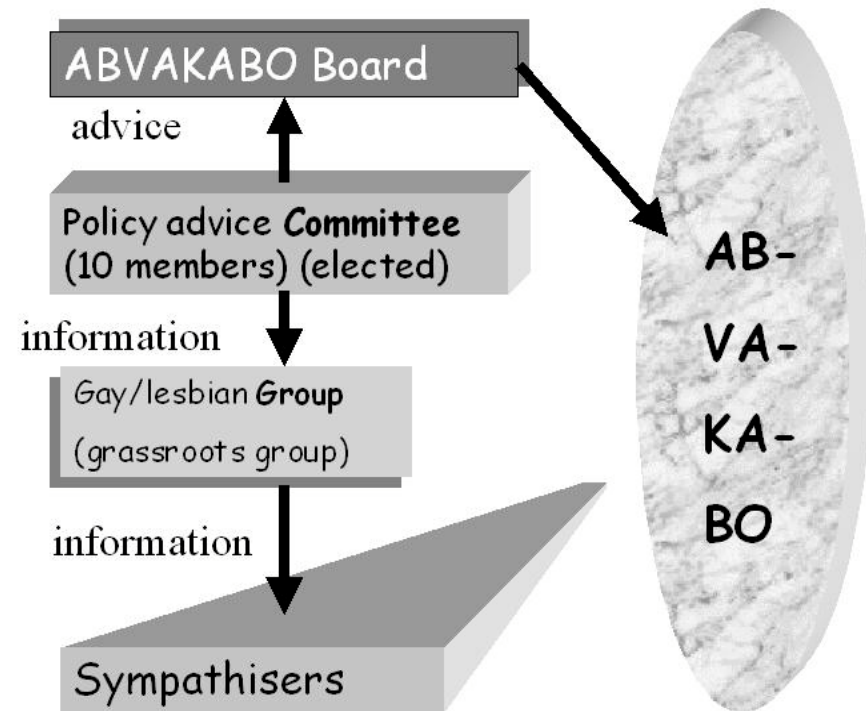 ABVAKABO Board
advice
Policy advice Committee
(10 members) (elected)
information
Gay/lesbian Group
(grassroots group)
information
Sympathisers
AB-
VA-
KA-
BO